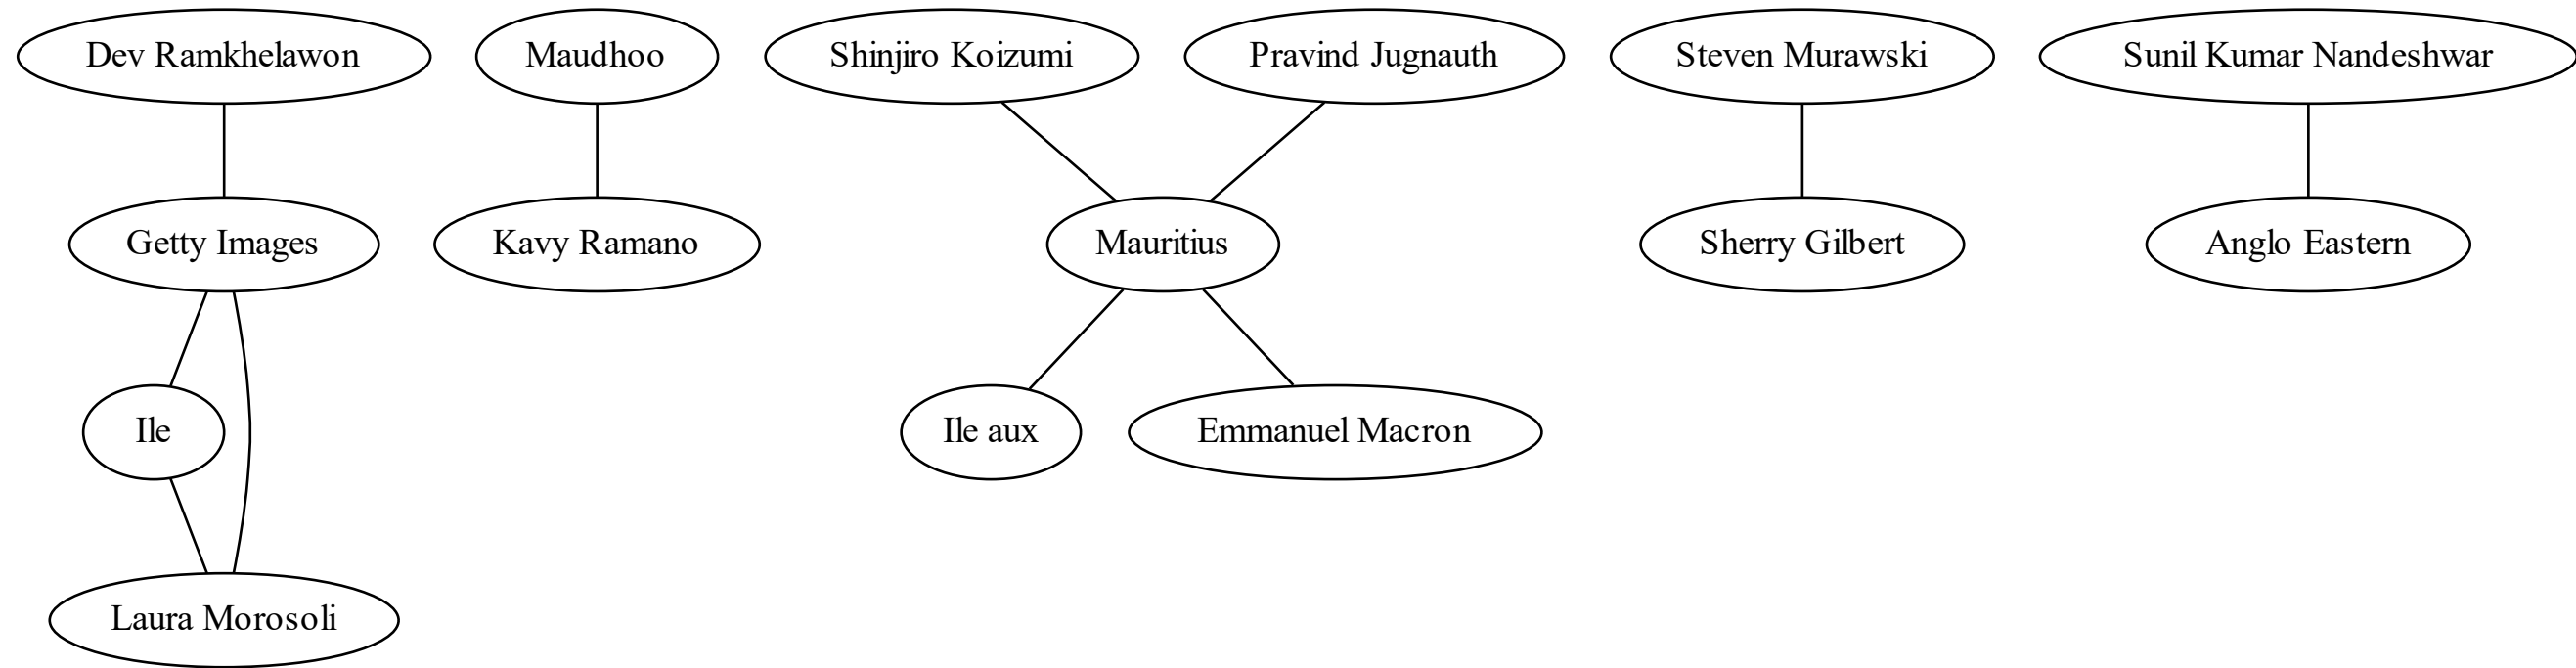 Dev Ramkhelawon
Maudhoo
Shinjiro Koizumi
Pravind Jugnauth
Steven Murawski
Sunil Kumar Nandeshwar
Getty Images
Kavy Ramano
Mauritius
Sherry Gilbert
Anglo Eastern
Ile
Ile aux
Emmanuel Macron
Laura Morosoli